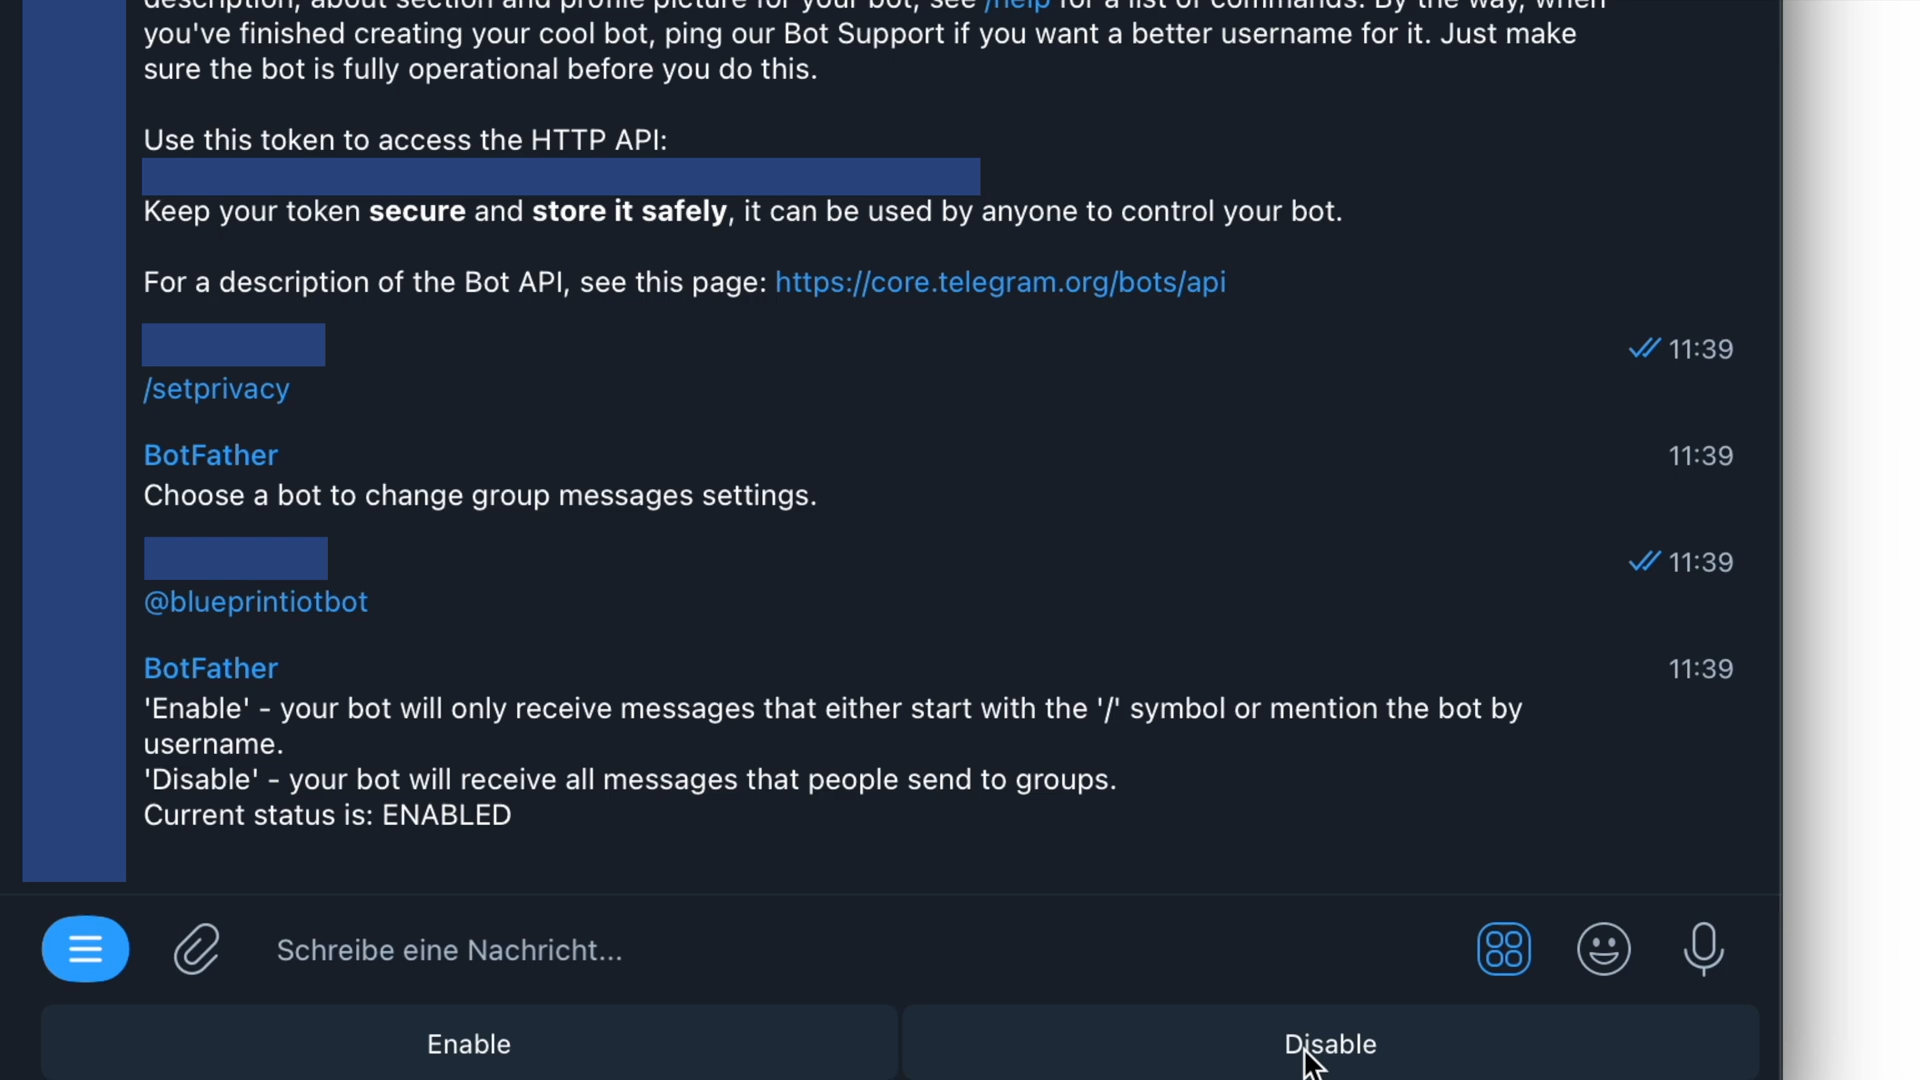 description, about section and profile picture for your bot, see /help for a list of commands. By the way, when
you've finished creating your cool bot, ping our Bot Support if you want a better username for it. Just make
sure the bot is fully operational before you do this.
Use this token to access the HTTP API:
Keep your token secure and store it safely, it can be used by anyone to control your bot.
For a description of the Bot API, see this page: https://core.telegram.org/bots/api
11:39
/setprivacy
BotFather 11:39
Choose a bot to change group messages settings.
11:39
@blueprintiotbot
BotFather 11:39
'Enable' - your bot will only receive messages that either start with the '/' symbol or mention the bot by
username.
'Disable' - your bot will receive all messages that people send to groups.
Current status is: ENABLED
Schreibe eine Nachricht...
Enable Disable